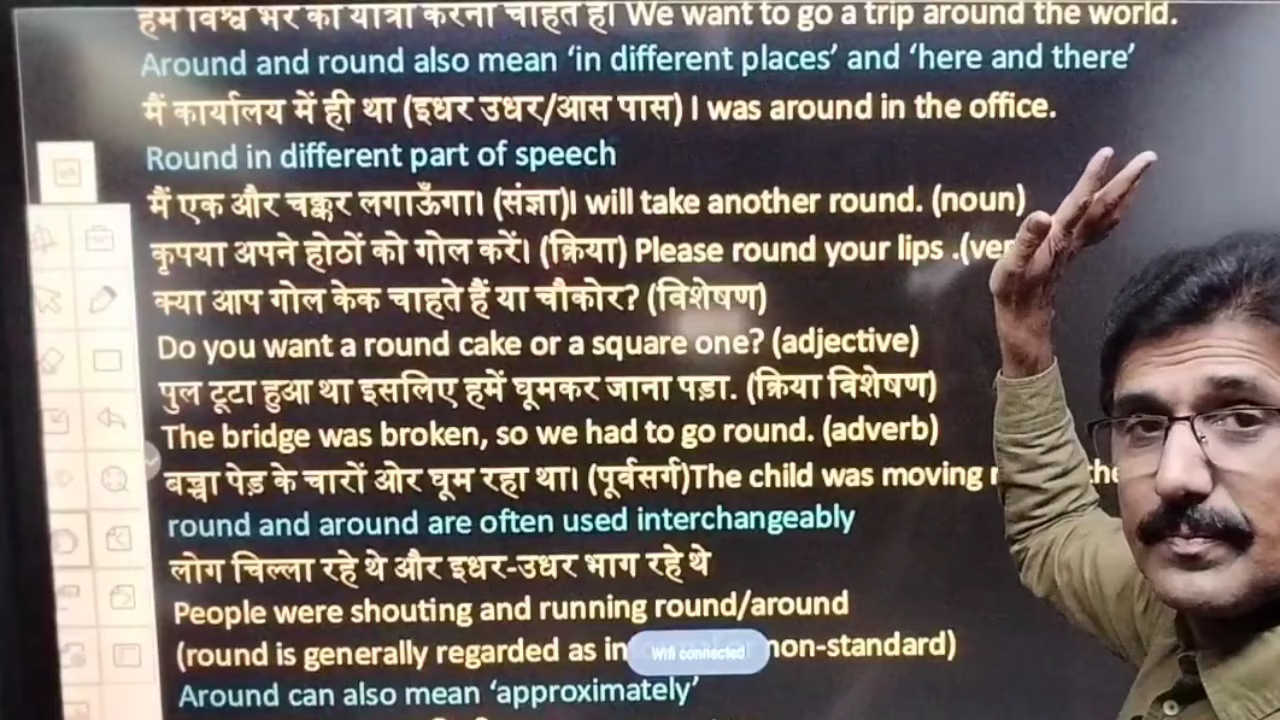 हम विश्व भर की यात्रा करना चाहते हैं। We want to go a trip around the world.
Around and round also mean ‘in different places’ and ‘here and there’
मैं कार्यालय में ही था (इधर उधर/आस पास) I was around in the office.
Round in different part of speech
मैं एक और चक्कर लगाऊँगा। (संज्ञा)I will take another round. (noun)
कृपया अपने होठों को गोल करें। (क्रिया) Please round your lips .(ver
क्या आप गोल केक चाहते हैं या चौकोर? (विशेषण)
Do you want a round cake or a square one? (adjective)
पुल टूटा हुआ था इसलिए हमें घूमकर जाना पड़ा. (क्रिया विशेषण)
The bridge was broken, so we had to go round. (adverb)
बच्चा पेड़ के चारों ओर घूम रहा था। (पूर्वसर्ग)The child was moving the
round and around are often used interchangeably
लोग चिल्ला रहे थे और इधर-उधर भाग रहे थे
People were shouting and running round/around
(round is generally regarded as in non-standard)
Wifi connected
Around can also mean ‘approximately’